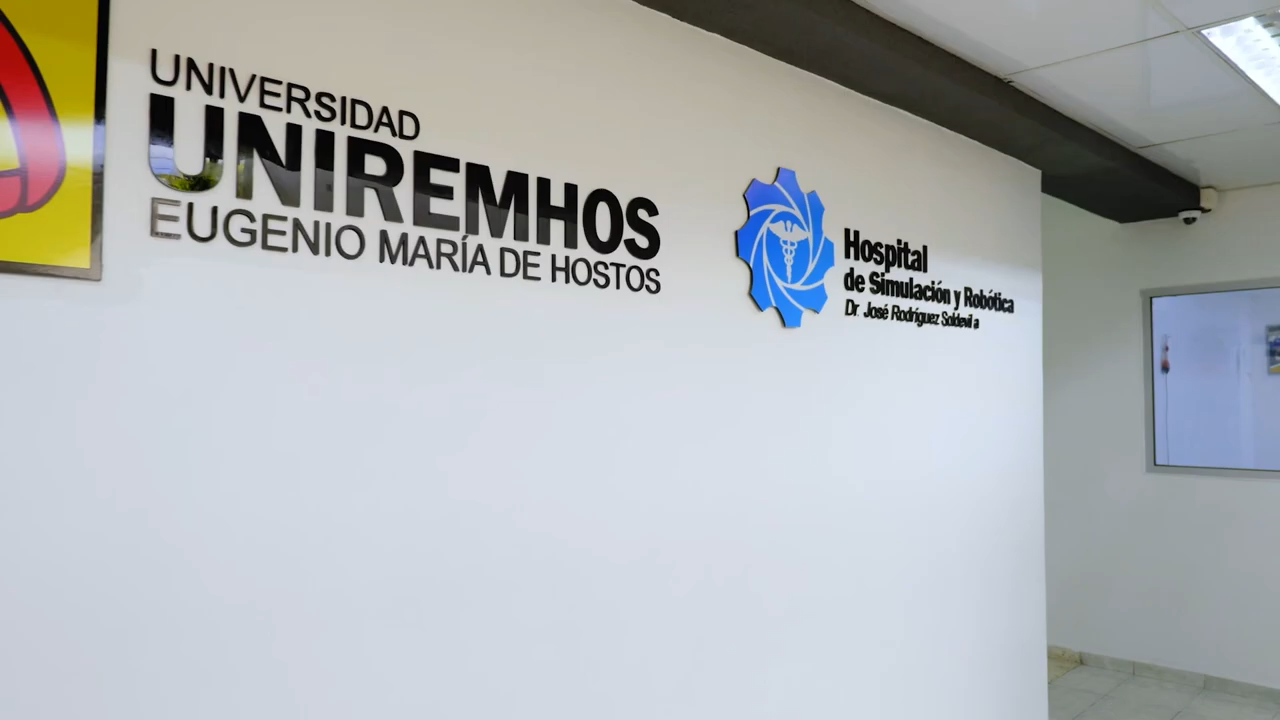 UNIVERSIDAD
UNIREMHOS
EUGENIO MARÍA DE HOSTOS
Hospital
de Simulación y Robótica
Dr. José Rodríguez Soldevila